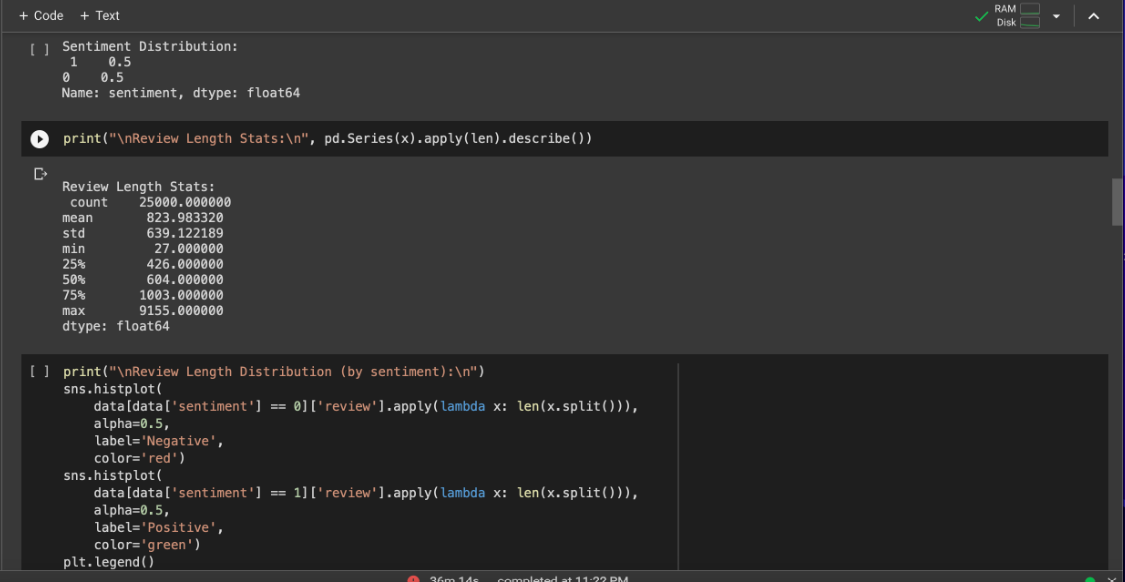 + Code + Text
RAM
Disk
[ ] Sentiment Distribution:
1 0.5
0 0.5
Name: sentiment, dtype: float64
print("\nReview Length Stats:\n", pd.Series(x).apply(len).describe())
Review Length Stats:
count 25000.000000
mean 823.983320
std 639.122189
min 27.000000
25% 426.000000
50% 604.000000
75% 1003.000000
max 9155.000000
dtype: float64
[ ] print("\nReview Length Distribution (by sentiment):\n")
sns.histplot(
data[data['sentiment'] == 0]['review'].apply(lambda x: len(x.split())),
alpha=0.5,
label='Negative',
color='red')
sns.histplot(
data[data['sentiment'] == 1]['review'].apply(lambda x: len(x.split())),
alpha=0.5,
label='Positive',
color='green')
plt.legend()
36m 14s completed at 11:22 PM